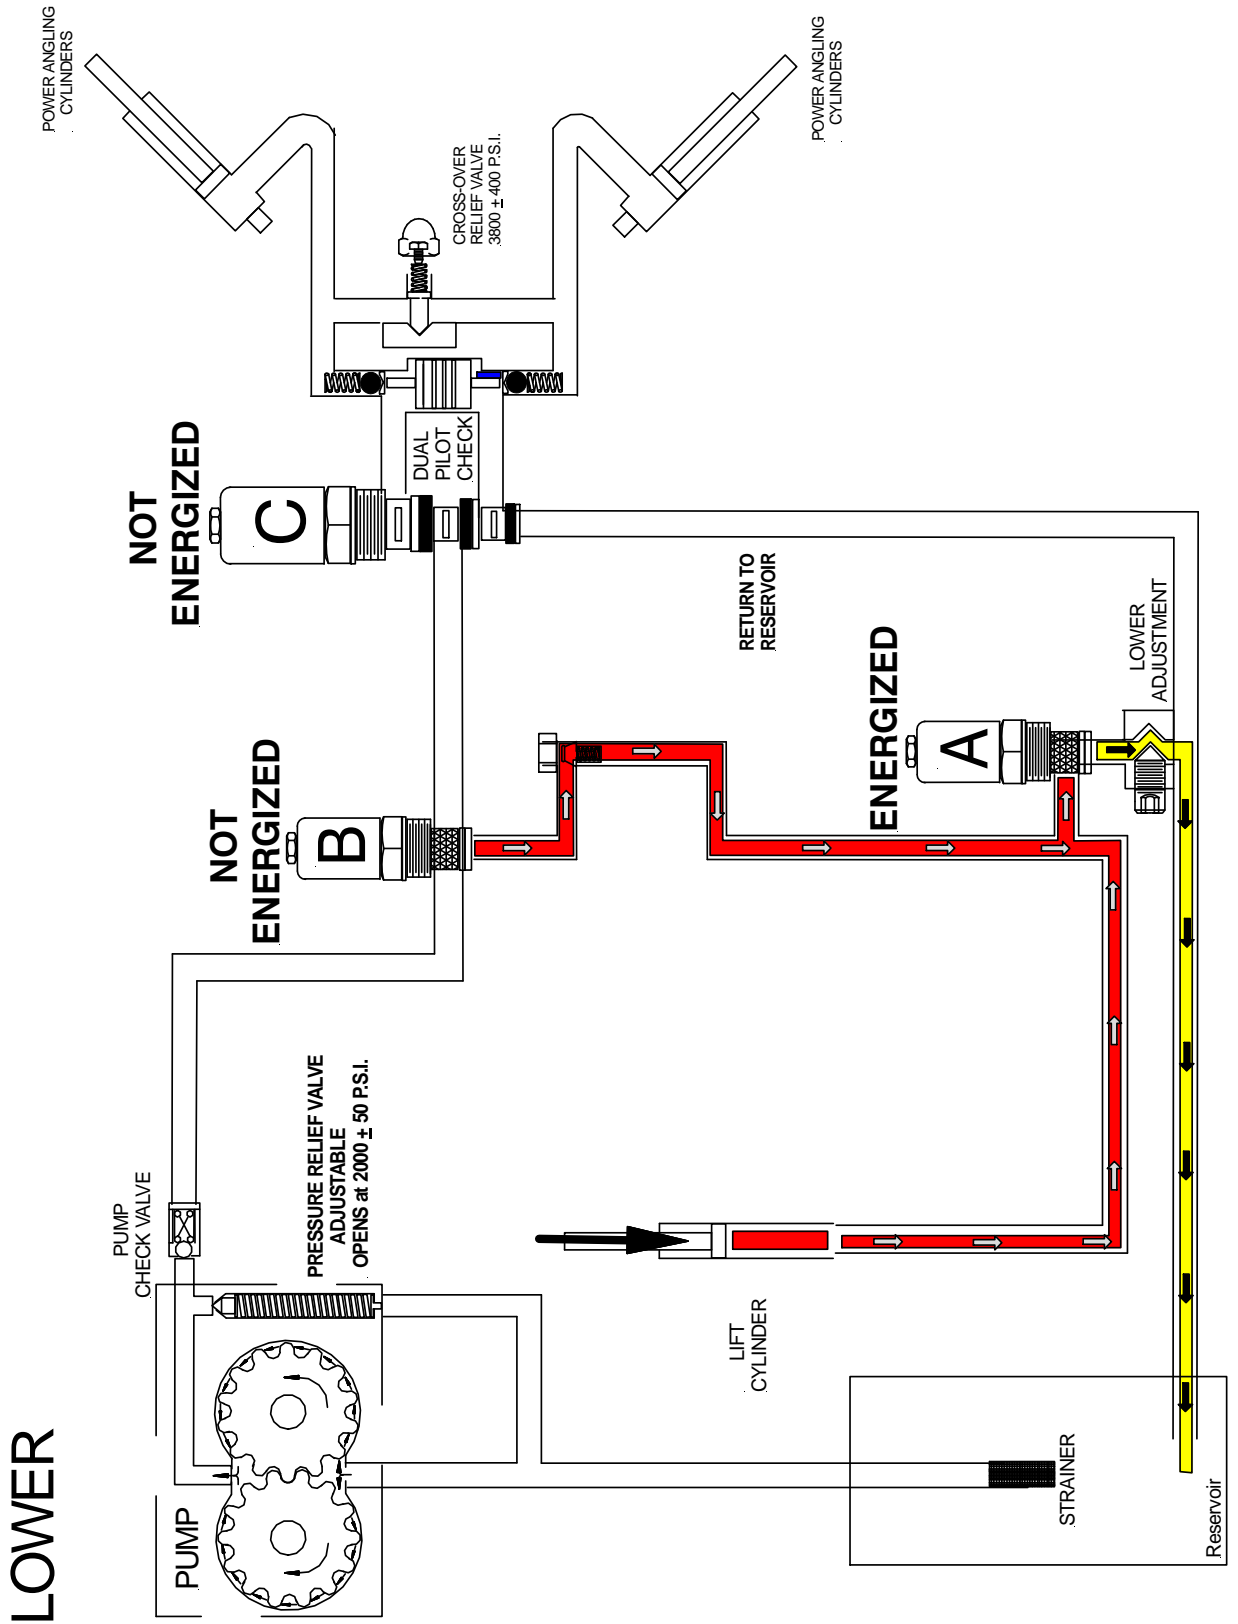 LOWER
PUMP
PUMP
CHECK VALVE
PRESSURE RELIEF VALVE
ADJUSTABLE
OPENS at 2000 ± 50 P.S.I.
NOT
ENERGIZED
B
NOT
ENERGIZED
C
DUAL
PILOT
CHECK
CROSS-OVER
RELIEF VALVE
3800 ± 400 P.S.I.
POWER ANGLING
CYLINDERS
POWER ANGLING
CYLINDERS
RETURN TO
RESERVOIR
ENERGIZED
A
LOWER
ADJUSTMENT
LIFT
CYLINDER
STRAINER
Reservoir